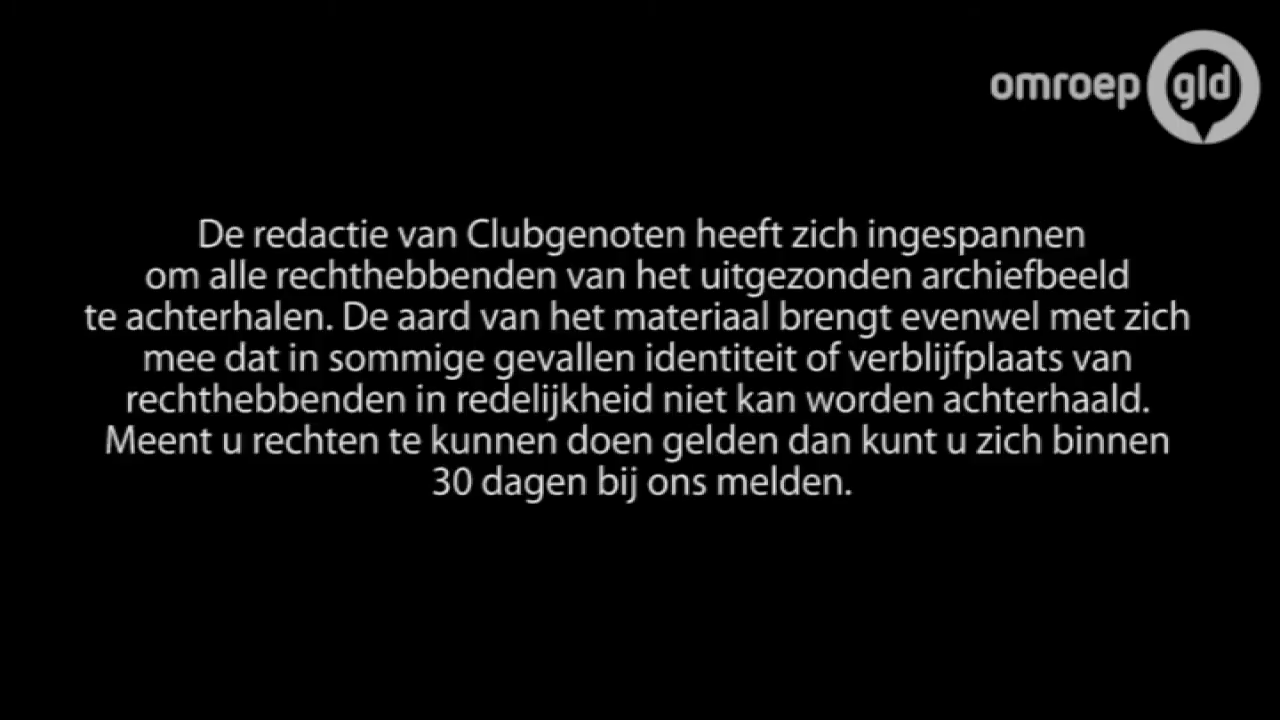 omroep gld
De redactie van Clubgenoten heeft zich ingespannen
om alle rechthebbenden van het uitgezonden archiefbeeld
te achterhalen. De aard van het materiaal brengt evenwel met zich
mee dat in sommige gevallen identiteit of verblijfplaats van
rechthebbenden in redelijkheid niet kan worden achterhaald.
Meent u rechten te kunnen doen gelden dan kunt u zich binnen
30 dagen bij ons melden.